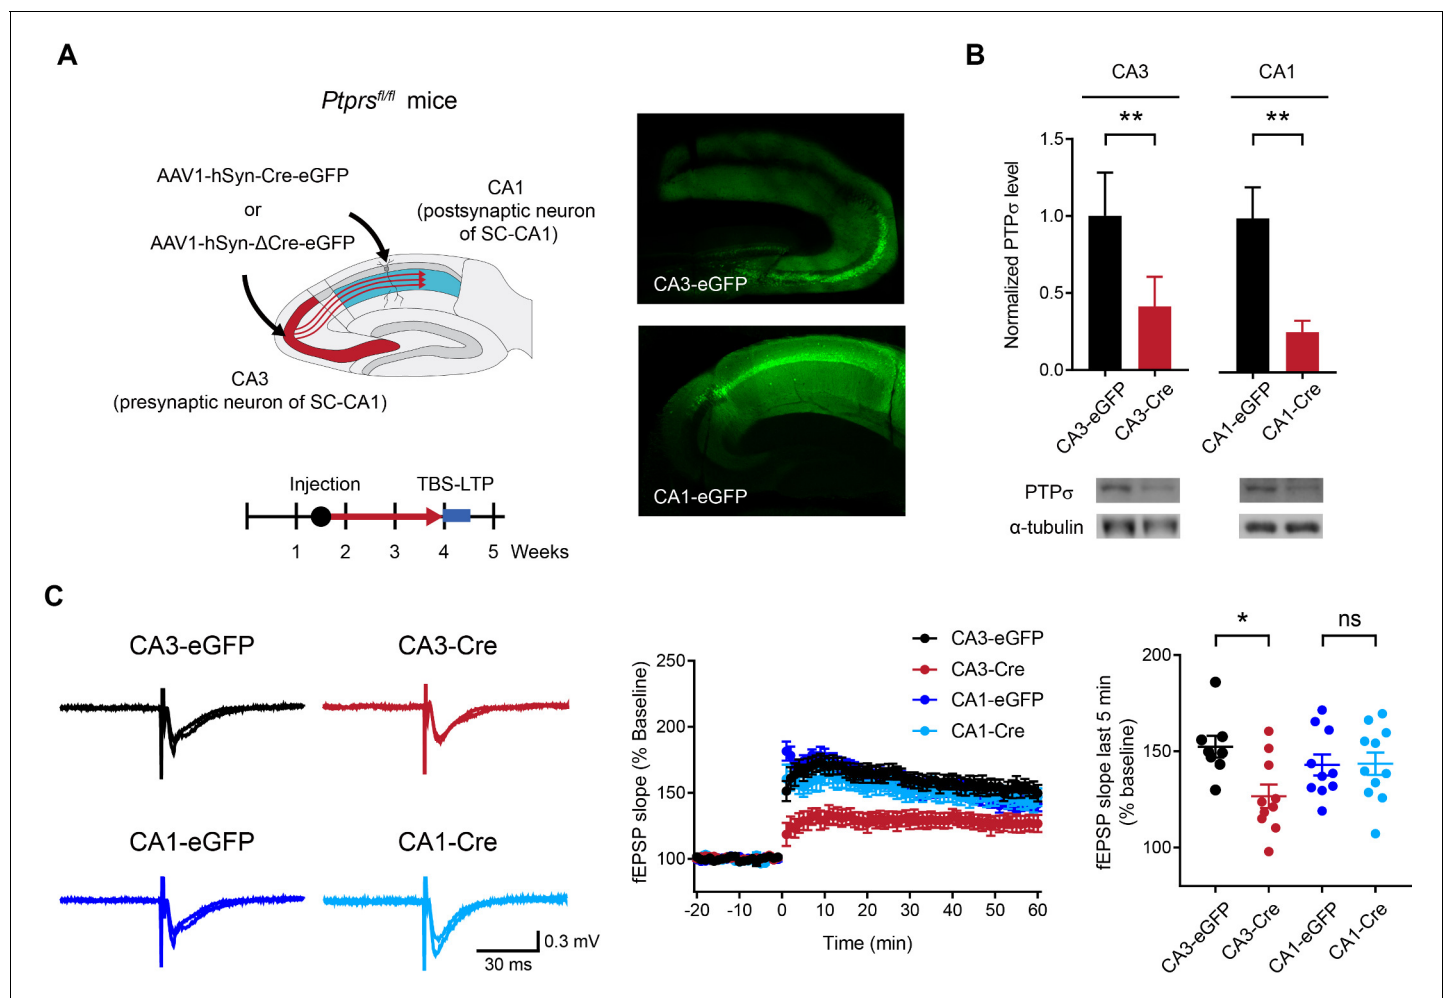 A
Ptprsfl/fl mice
AAV1-hSyn-Cre-eGFP
or
AAV1-hSyn-ΔCre-eGFP
CA1
(postsynaptic neuron
of SC-CA1)
CA3
(presynaptic neuron of SC-CA1)
Injection
TBS-LTP
1 2 3 4 5 Weeks
CA3-eGFP
CA1-eGFP
B
CA3 CA1
** **
Normalized PTPσ level
1.5
1.0
0.5
0.0
CA3-eGFP
CA3-Cre
CA1-eGFP
CA1-Cre
PTPσ
α-tubulin
C
CA3-eGFP CA3-Cre
CA1-eGFP CA1-Cre
0.3 mV
30 ms
CA3-eGFP
CA3-Cre
CA1-eGFP
CA1-Cre
fEPSP slope (% Baseline)
250
200
150
100
-20 -10 0 10 20 30 40 50 60
Time (min)
* ns
fEPSP slope last 5 min
(% baseline)
200
150
100
CA3-eGFP
CA3-Cre
CA1-eGFP
CA1-Cre